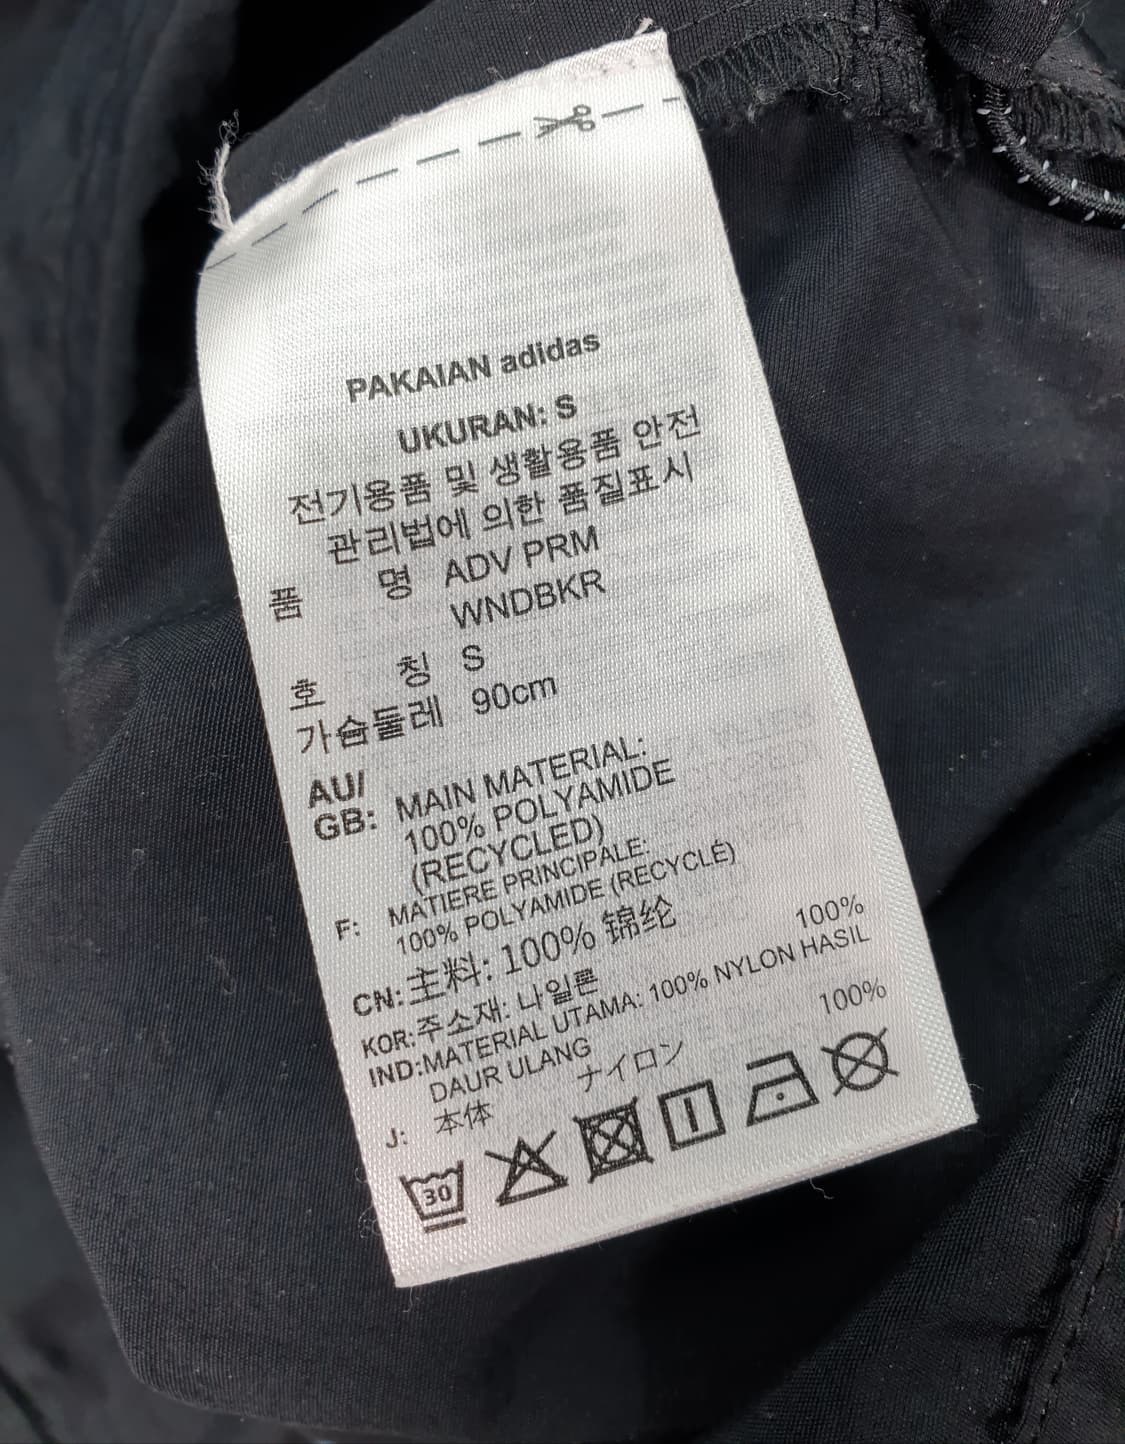 PAKAIAN adidas
UKURAN: S
전기용품 및 생활용품 안전
관리법에 의한 품질표시
품 명 ADV PRM
WNDBKR
호 칭 S
가슴둘레 90cm
AU/
GB: MAIN MATERIAL:
100% POLYAMIDE
(RECYCLED)
F: MATIERE PRINCIPALE:
100% POLYAMIDE (RECYCLÉ)
CN: 主料: 100% 锦纶
KOR: 주소재: 나일론 100%
IND: MATERIAL UTAMA: 100% NYLON HASIL
DAUR ULANG
J: 本体 ナイロン 100%
30